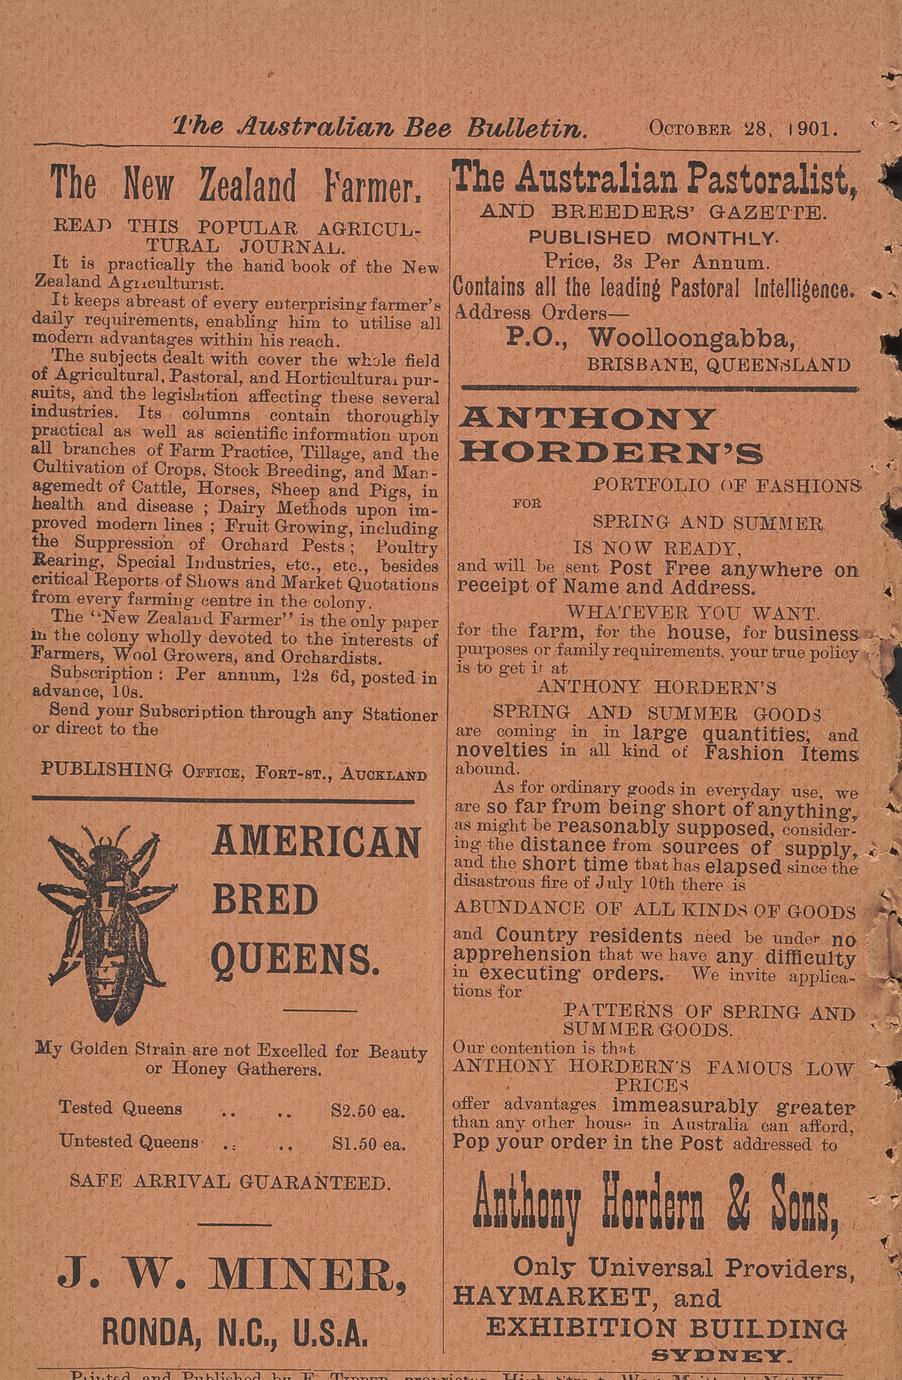 The Australian Bee Bulletin. OCTOBER 28, 1901.
The New Zealand Farmer.
READ THIS POPULAR AGRICUL-
TURAL JOURNAL.
It is practically the hand book of the New
Zealand Agriculturist.
It keeps abreast of every enterprising farmer's
daily requirements, enabling him to utilise all
modern advantages within his reach.
The subjects dealt with cover the whole field
of Agricultural, Pastoral, and Horticultural pur-
suits, and the legislation affecting these several
industries. Its columns contain thoroughly
practical as well as scientific information upon
all branches of Farm Practice, Tillage, and the
Cultivation of Crops, Stock Breeding, and Man-
agemedt of Cattle, Horses, Sheep and Pigs, in
health and disease ; Dairy Methods upon im-
proved modern lines ; Fruit Growing, including
the Suppression of Orchard Pests ; Poultry
Rearing, Special Industries, etc., etc., besides
critical Reports of Shows and Market Quotations
from every farming centre in the colony.
The "New Zealand Farmer" is the only paper
in the colony wholly devoted to the interests of
Farmers, Wool Growers, and Orchardists.
Subscription : Per annum, 12s 6d, posted in
advance, 10s.
Send your Subscription through any Stationer
or direct to the
PUBLISHING OFFICE, FORT-ST., AUCKLAND
AMERICAN
BRED
QUEENS.
My Golden Strain are not Excelled for Beauty
or Honey Gatherers.
Tested Queens .. .. S2.50 ea.
Untested Queens .. .. S1.50 ea.
SAFE ARRIVAL GUARANTEED.
J. W. MINER,
RONDA, N.C., U.S.A.
The Australian Pastoralist,
AND BREEDERS' GAZETTE.
PUBLISHED MONTHLY.
Price, 3s Per Annum.
Contains all the leading Pastoral Intelligence.
Address Orders—
P.O., Woolloongabba,
BRISBANE, QUEENSLAND
ANTHONY
HORDERN'S
PORTFOLIO OF FASHIONS
FOR
SPRING AND SUMMER
IS NOW READY,
and will be sent Post Free anywhere on
receipt of Name and Address.
WHATEVER YOU WANT.
for the farm, for the house, for business
purposes or family requirements, your true policy
is to get it at
ANTHONY HORDERN'S
SPRING AND SUMMER GOODS
are coming in in large quantities, and
novelties in all kind of Fashion Items
abound.
As for ordinary goods in everyday use, we
are so far from being short of anything,
as might be reasonably supposed, consider-
ing the distance from sources of supply,
and the short time that has elapsed since the
disastrous fire of July 10th there is
ABUNDANCE OF ALL KINDS OF GOODS
and Country residents need be under no
apprehension that we have any difficulty
in executing orders. We invite applica-
tions for
PATTERNS OF SPRING AND
SUMMER GOODS.
Our contention is that
ANTHONY HORDERN'S FAMOUS LOW
PRICES
offer advantages immeasurably greater
than any other house in Australia can afford,
Pop your order in the Post addressed to
Anthony Hordern & Sons,
Only Universal Providers,
HAYMARKET, and
EXHIBITION BUILDING
SYDNEY.
Printed and Published by E. TIPPER, proprietor, High Street, West